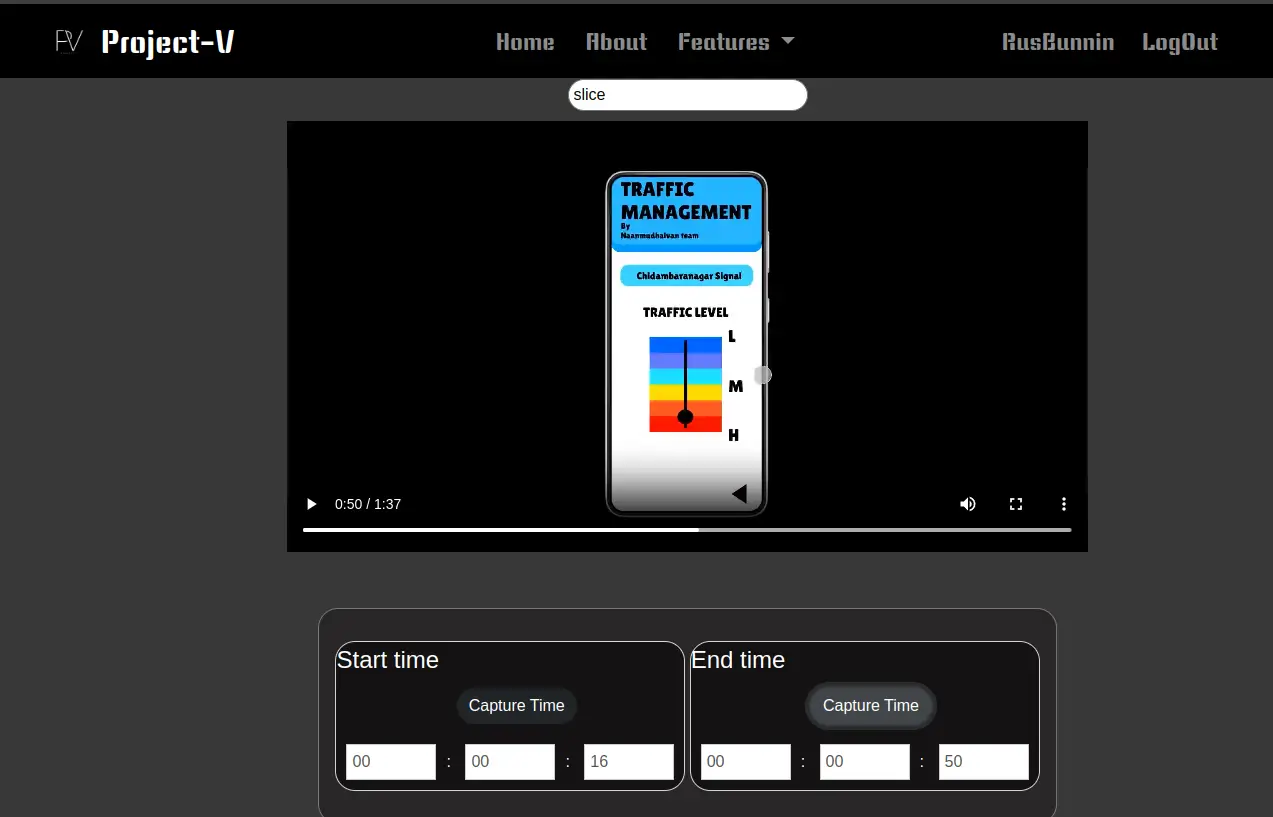 PV Project-V Home About Features RusBunnin LogOut
slice
TRAFFIC
MANAGEMENT
By
Naanmudhalvan team
Chidambaranagar Signal
TRAFFIC LEVEL
L
M
H
0:50 / 1:37
Start time
Capture Time
00 : 00 : 16
End time
Capture Time
00 : 00 : 50